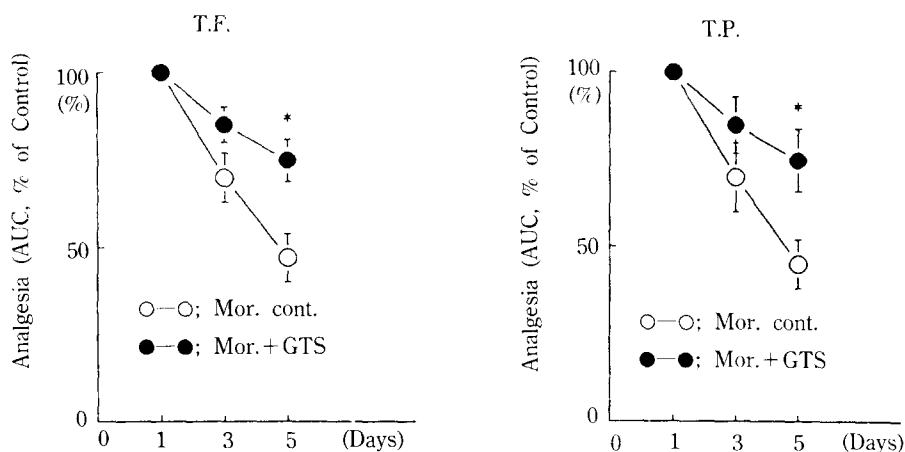 T.F.
Analgesia (AUC, % of Control)
100
(%)
*
50
○—○; Mor. cont.
●—●; Mor. + GTS
0
0 1 3 5 (Days)
T.P.
Analgesia (AUC, % of Control)
100
(%)
*
50
○—○; Mor. cont.
●—●; Mor. + GTS
0
0 1 3 5 (Days)